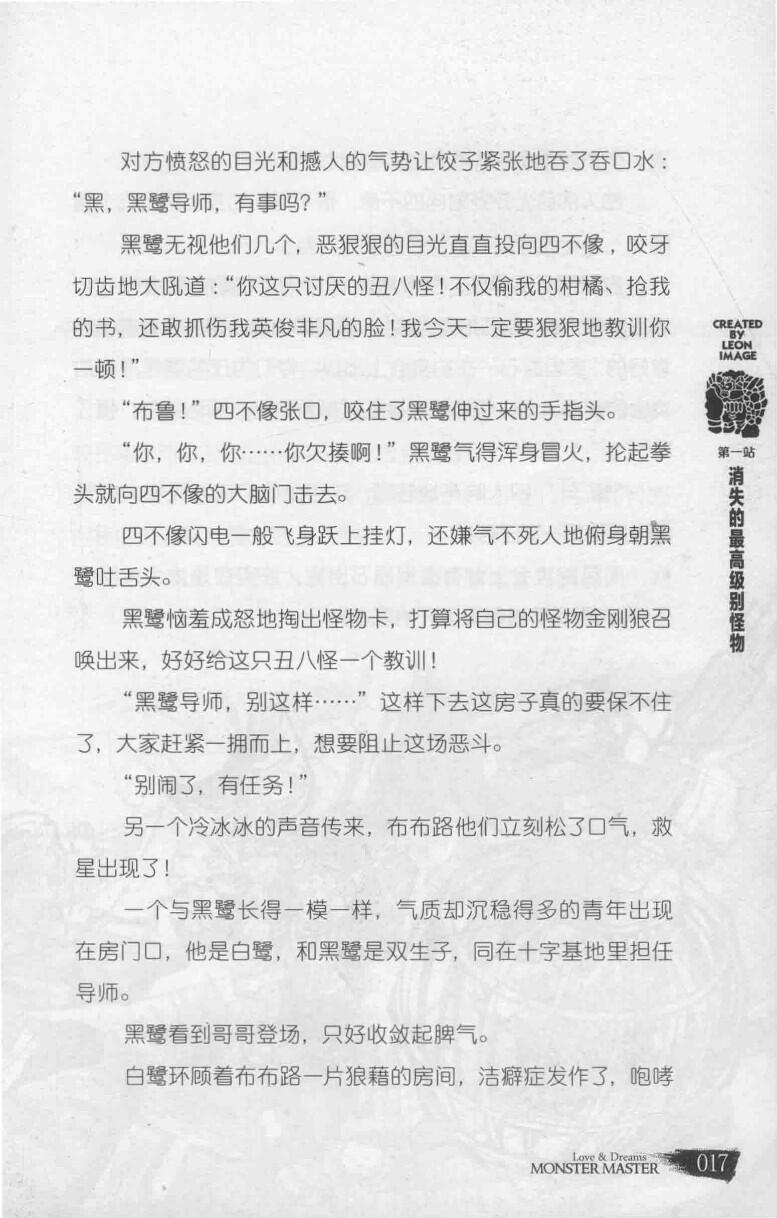 对方愤怒的目光和撼人的气势让饺子紧张地吞了吞口水：
“黑，黑鹭导师，有事吗？”
黑鹭无视他们几个，恶狠狠的目光直直投向四不像，咬牙
切齿地大吼道：“你这只讨厌的丑八怪！不仅偷我的柑橘、抢我
的书，还敢抓伤我英俊非凡的脸！我今天一定要狠狠地教训你
一顿！”
“布鲁！”四不像张口，咬住了黑鹭伸过来的手指头。
“你，你，你……你欠揍啊！”黑鹭气得浑身冒火，抡起拳
头就向四不像的大脑门击去。
四不像闪电一般飞身跃上挂灯，还嫌气不死人地俯身朝黑
鹭吐舌头。
黑鹭恼羞成怒地掏出怪物卡，打算将自己的怪物金刚狼召
唤出来，好好给这只丑八怪一个教训！
“黑鹭导师，别这样……”这样下去这房子真的要保不住
了，大家赶紧一拥而上，想要阻止这场恶斗。
“别闹了，有任务！”
另一个冷冰冰的声音传来，布布路他们立刻松了口气，救
星出现了！
一个与黑鹭长得一模一样，气质却沉稳得多的青年出现
在房门口，他是白鹭，和黑鹭是双生子，同在十字基地里担任
导师。
黑鹭看到哥哥登场，只好收敛起脾气。
白鹭环顾着布布路一片狼藉的房间，洁癖症发作了，咆哮
CREATED
BY
LEON
IMAGE
第一站
消失的最高级别怪物
Love & Dreams
MONSTER MASTER
017